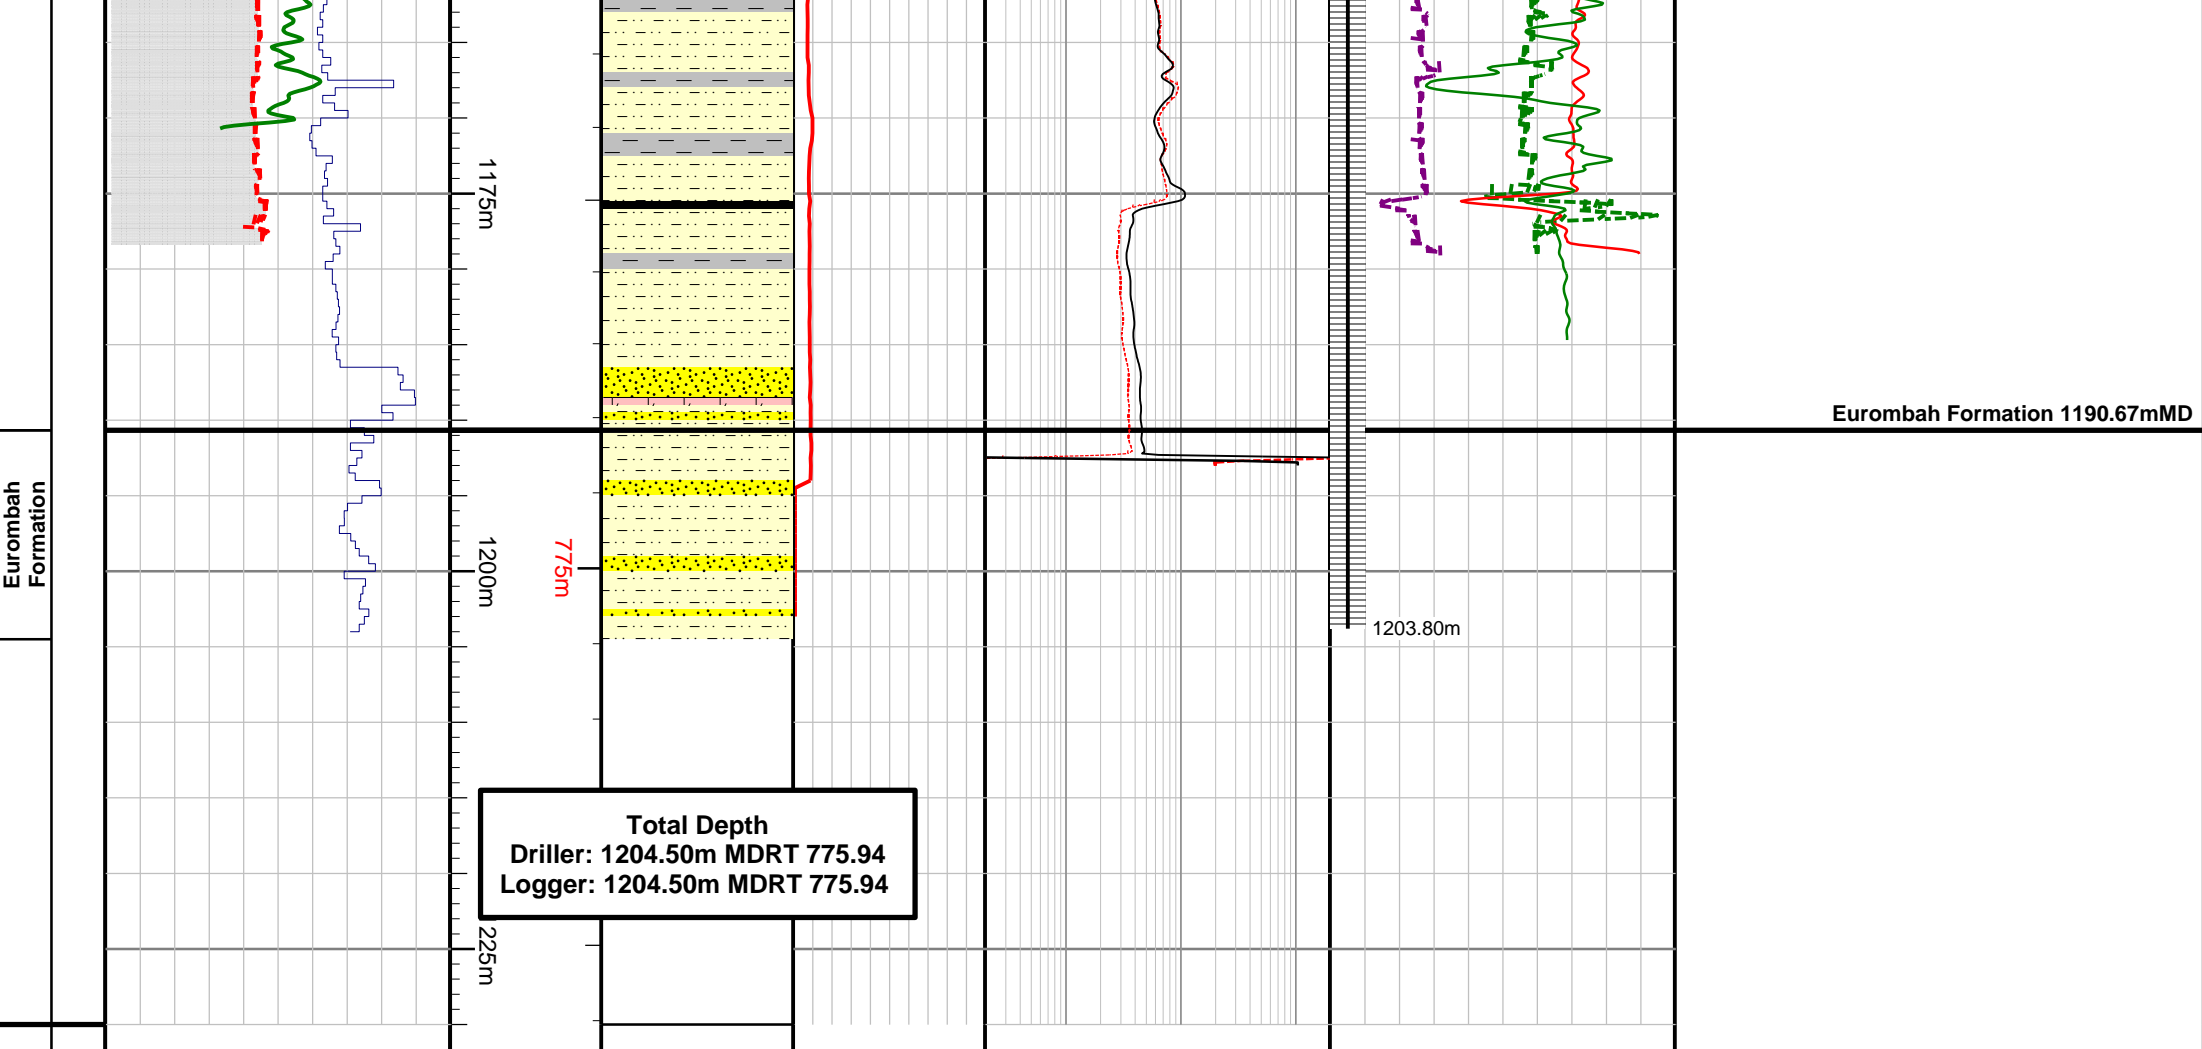 1175m
Eurombah Formation 1190.67mMD
Eurombah
Formation
1200m
775m
1203.80m
Total Depth
Driller: 1204.50m MDRT 775.94
Logger: 1204.50m MDRT 775.94
225m